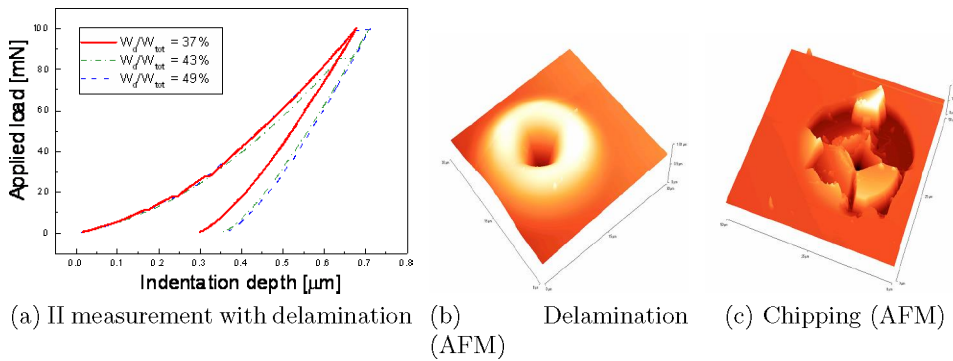 100
80
60
40
20
0
Applied load [mN]
W_d/W_tot = 37%
W_d/W_tot = 43%
W_d/W_tot = 49%
0.0 0.1 0.2 0.3 0.4 0.5 0.6 0.7 0.8
Indentation depth [μm]
(a) II measurement with delamination
(b) Delamination
(AFM)
(c) Chipping (AFM)